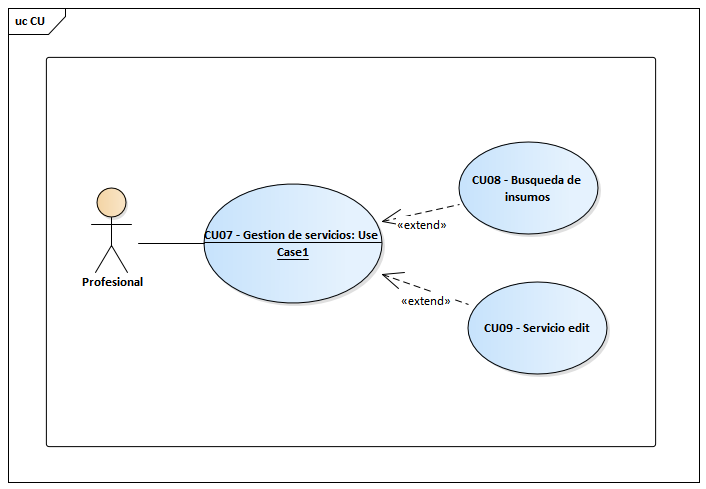 uc CU
CU08 - Busqueda de
insumos
«extend»
CU07 - Gestion de servicios: Use
Case1
Profesional
«extend»
CU09 - Servicio edit